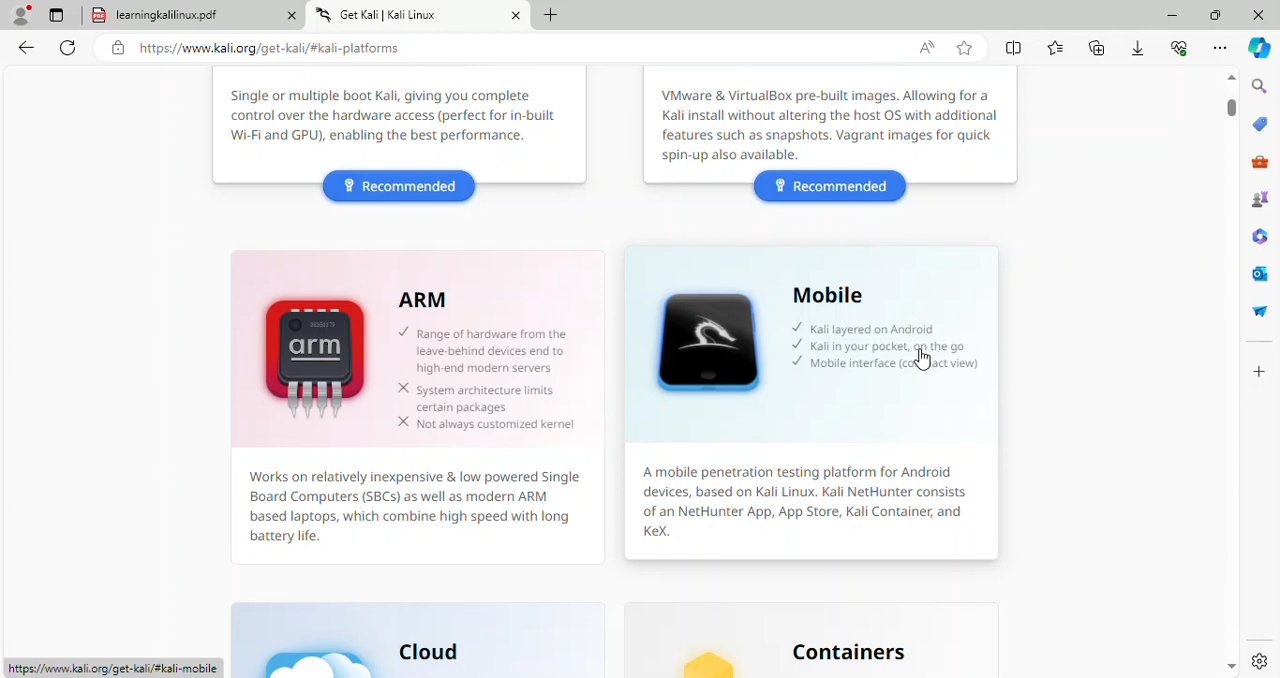 learningkalilinux.pdf
Get Kali | Kali Linux
https://www.kali.org/get-kali/#kali-platforms
Single or multiple boot Kali, giving you complete
control over the hardware access (perfect for in-built
Wi-Fi and GPU), enabling the best performance.
Recommended
VMware & VirtualBox pre-built images. Allowing for a
Kali install without altering the host OS with additional
features such as snapshots. Vagrant images for quick
spin-up also available.
Recommended
arm
ARM
Range of hardware from the
leave-behind devices end to
high-end modern servers
System architecture limits
certain packages
Not always customized kernel
Works on relatively inexpensive & low powered Single
Board Computers (SBCs) as well as modern ARM
based laptops, which combine high speed with long
battery life.
Mobile
Kali layered on Android
Kali in your pocket, on the go
Mobile interface view)
A mobile penetration testing platform for Android
devices, based on Kali Linux. Kali NetHunter consists
of an NetHunter App, App Store, Kali Container, and
KeX.
Cloud
Containers
https://www.kali.org/get-kali/#kali-mobile